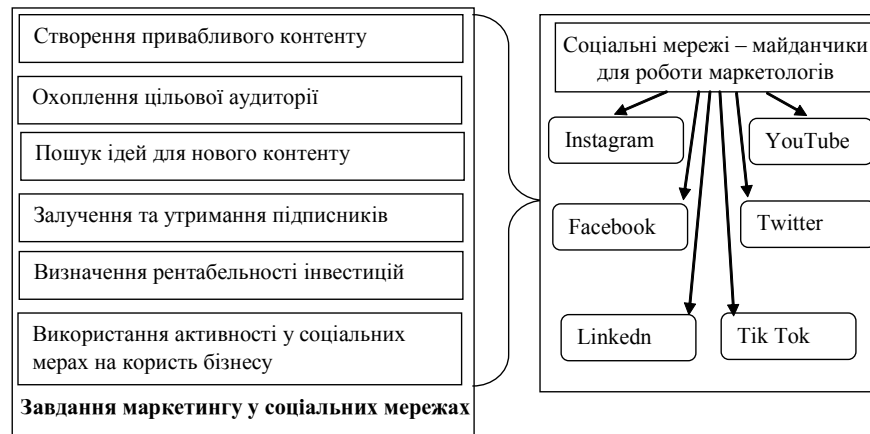 Створення привабливого контенту
Охоплення цільової аудиторії
Пошук ідей для нового контенту
Залучення та утримання підписників
Визначення рентабельності інвестицій
Використання активності у соціальних
мерах на користь бізнесу
Завдання маркетингу у соціальних мережах
Соціальні мережі – майданчики
для роботи маркетологів
Instagram
YouTube
Facebook
Twitter
Linkedn
Tik Tok